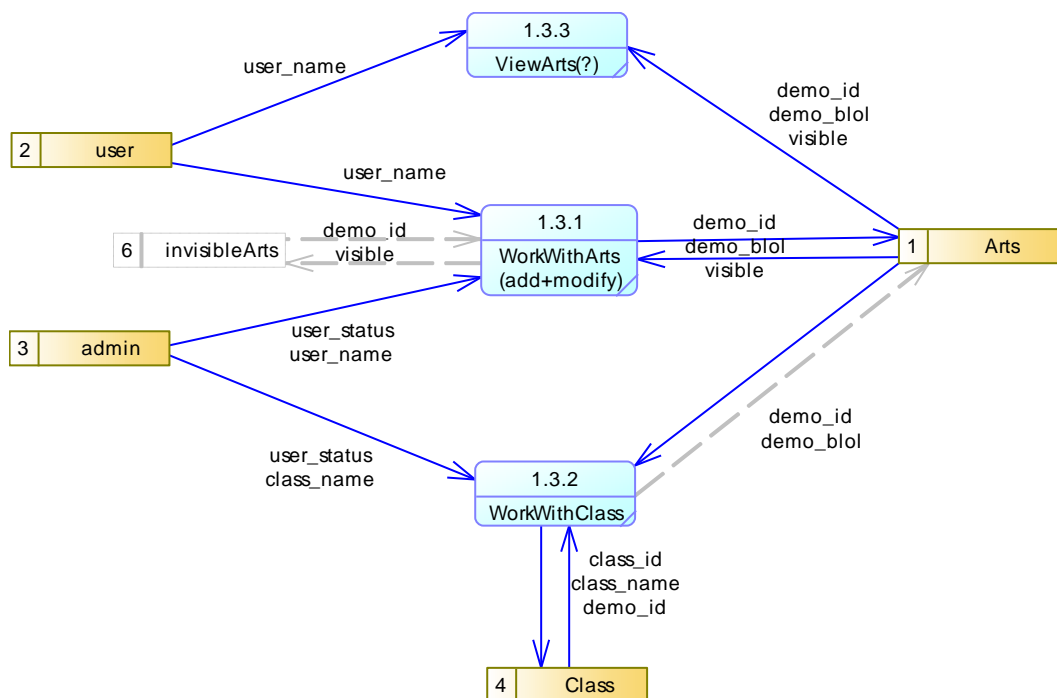 1.3.3
ViewArts(?)
user_name
demo_id
demo_blol
visible
2 user
user_name
1.3.1
WorkWithArts
(add+modify)
demo_id
demo_blol
visible
1 Arts
6 invisibleArts
demo_id
visible
3 admin
user_status
user_name
demo_id
demo_blol
user_status
class_name
1.3.2
WorkWithClass
class_id
class_name
demo_id
4 Class